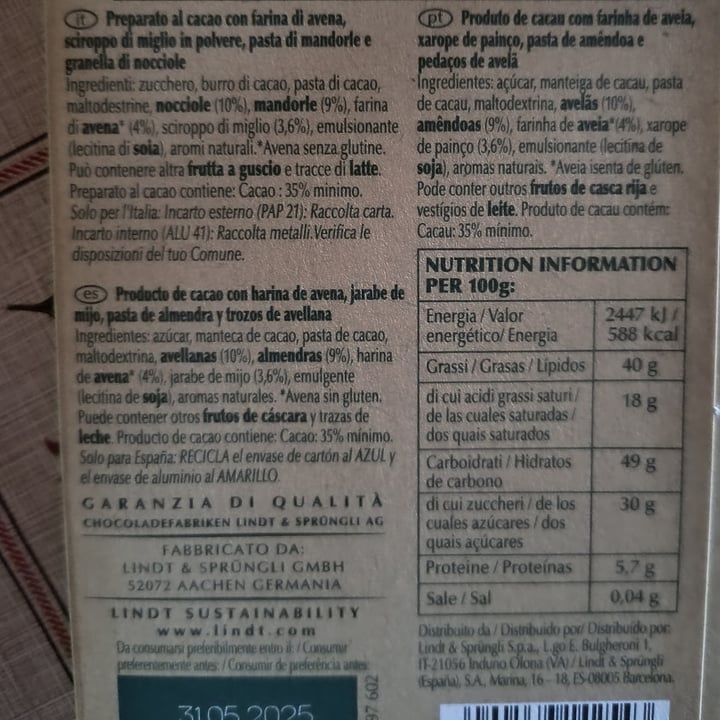 it Preparato al cacao con farina di avena,
sciroppo di miglio in polvere, pasta di mandorle e
granella di nocciole
Ingredienti: zucchero, burro di cacao, pasta di cacao,
maltodestrine, nocciole (10%), mandorle (9%), farina
di avena* (4%), sciroppo di miglio (3,6%), emulsionante
(lecitina di soia), aromi naturali.*Avena senza glutine.
Può contenere altra frutta a guscio e tracce di latte.
Preparato al cacao contiene: Cacao : 35% minimo.
Solo per l'Italia: Incarto esterno (PAP 21): Raccolta carta.
Incarto interno (ALU 41): Raccolta metalli.Verifica le
disposizioni del tuo Comune.
es Producto de cacao con harina de avena, jarabe de
mijo, pasta de almendra y trozos de avellana
Ingredientes: azúcar, manteca de cacao, pasta de cacao,
maltodextrina, avellanas (10%), almendras (9%), harina
de avena* (4%), jarabe de mijo (3,6%), emulgente
(lecitina de soja), aromas naturales. *Avena sin gluten.
Puede contener otros frutos de cáscara y trazas de
leche. Producto de cacao contiene: Cacao: 35% mínimo.
Solo para España: RECICLA el envase de cartón al AZUL y
el envase de aluminio al AMARILLO.
GARANZIA DI QUALITÀ
CHOCOLADEFABRIKEN LINDT & SPRÜNGLI AG
FABBRICATO DA:
LINDT & SPRÜNGLI GMBH
52072 AACHEN GERMANIA
LINDT SUSTAINABILITY
www.lindt.com
Da consumarsi preferibilmente entro il: / Consumir
preferentemente antes: / Consumir de preferência antes:
31.05.2025
97 602
pt Produto de cacau com farinha de aveia,
xarope de painço, pasta de amêndoa e
pedaços de avelã
Ingredientes: açúcar, manteiga de cacau, pasta
de cacau, maltodextrina, avelãs (10%),
amêndoas (9%), farinha de aveia*(4%), xarope
de painço (3,6%), emulsionante (lecitina de
soja), aromas naturais. *Aveia isenta de glúten.
Pode conter outros frutos de casca rija e
vestígios de leite. Produto de cacau contém:
Cacau: 35% mínimo.
NUTRITION INFORMATION
PER 100g:
Energia / Valor 2447 kJ /
energético/ Energia 588 kcal
Grassi / Grasas / Lípidos 40 g
di cui acidi grassi saturi / 18 g
de las cuales saturadas /
dos quais saturados
Carboidrati / Hidratos 49 g
de carbono
di cui zuccheri / de los 30 g
cuales azúcares / dos
quais açúcares
Proteine / Proteínas 5,7 g
Sale / Sal 0,04 g
Distribuito da / Distribuido por/ Distribuído por:
Lindt & Sprüngli S.p.a., L.go E. Bulgheroni 1,
IT-21056 Induno Olona (VA) / Lindt & Sprüngli
(España), S.A., Marina, 16 - 18, ES-08005 Barcelona.